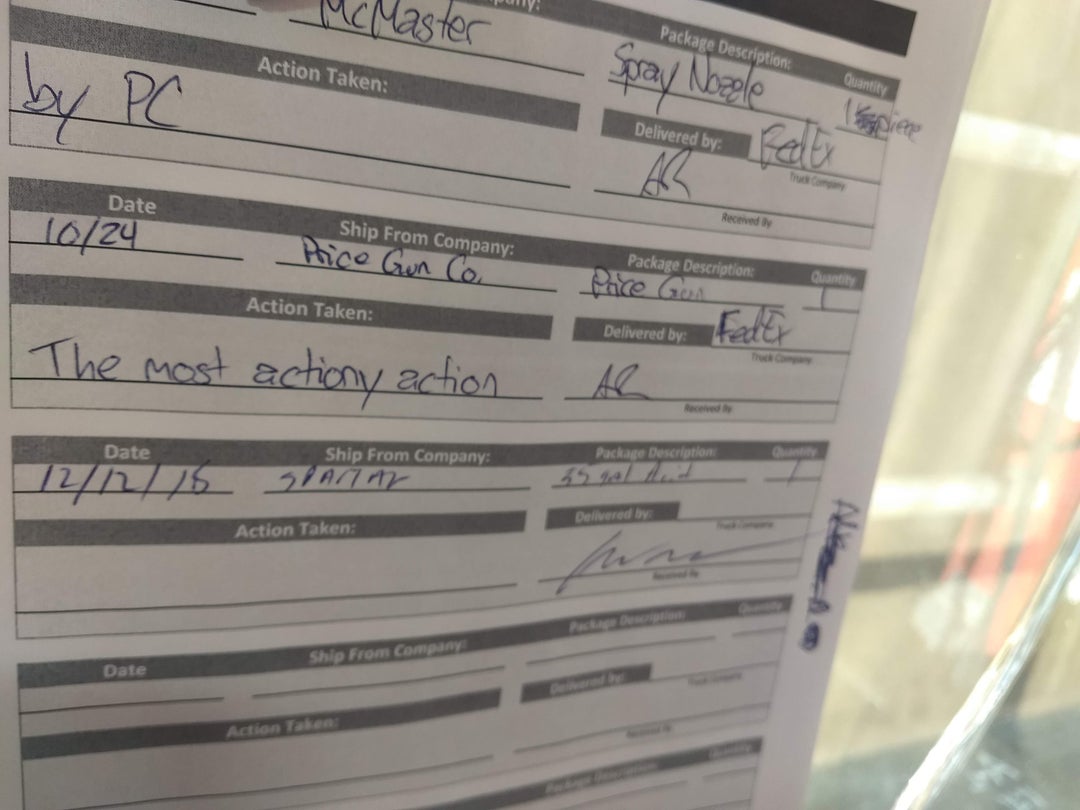 McMaster
Package Description:
Quantity
Spray Nozzle
1 piece
Action Taken:
by PC
Delivered by:
FedEx
Truck Company
AR
Received By
Date
Ship From Company:
Package Description:
Quantity
10/24
Price Gun Co.
Price Gun
1
Action Taken:
Delivered by:
FedEx
Truck Company
The most actiony action
AR
Received By
Date
Ship From Company:
Package Description:
Quantity
12/12/15
SPARTAN
35 gal Acid
1
Action Taken:
Delivered by:
Truck Company
Received By
Date
Ship From Company:
Package Description:
Quantity
Action Taken:
Delivered by:
Truck Company
Received By
Package Description:
Quantity